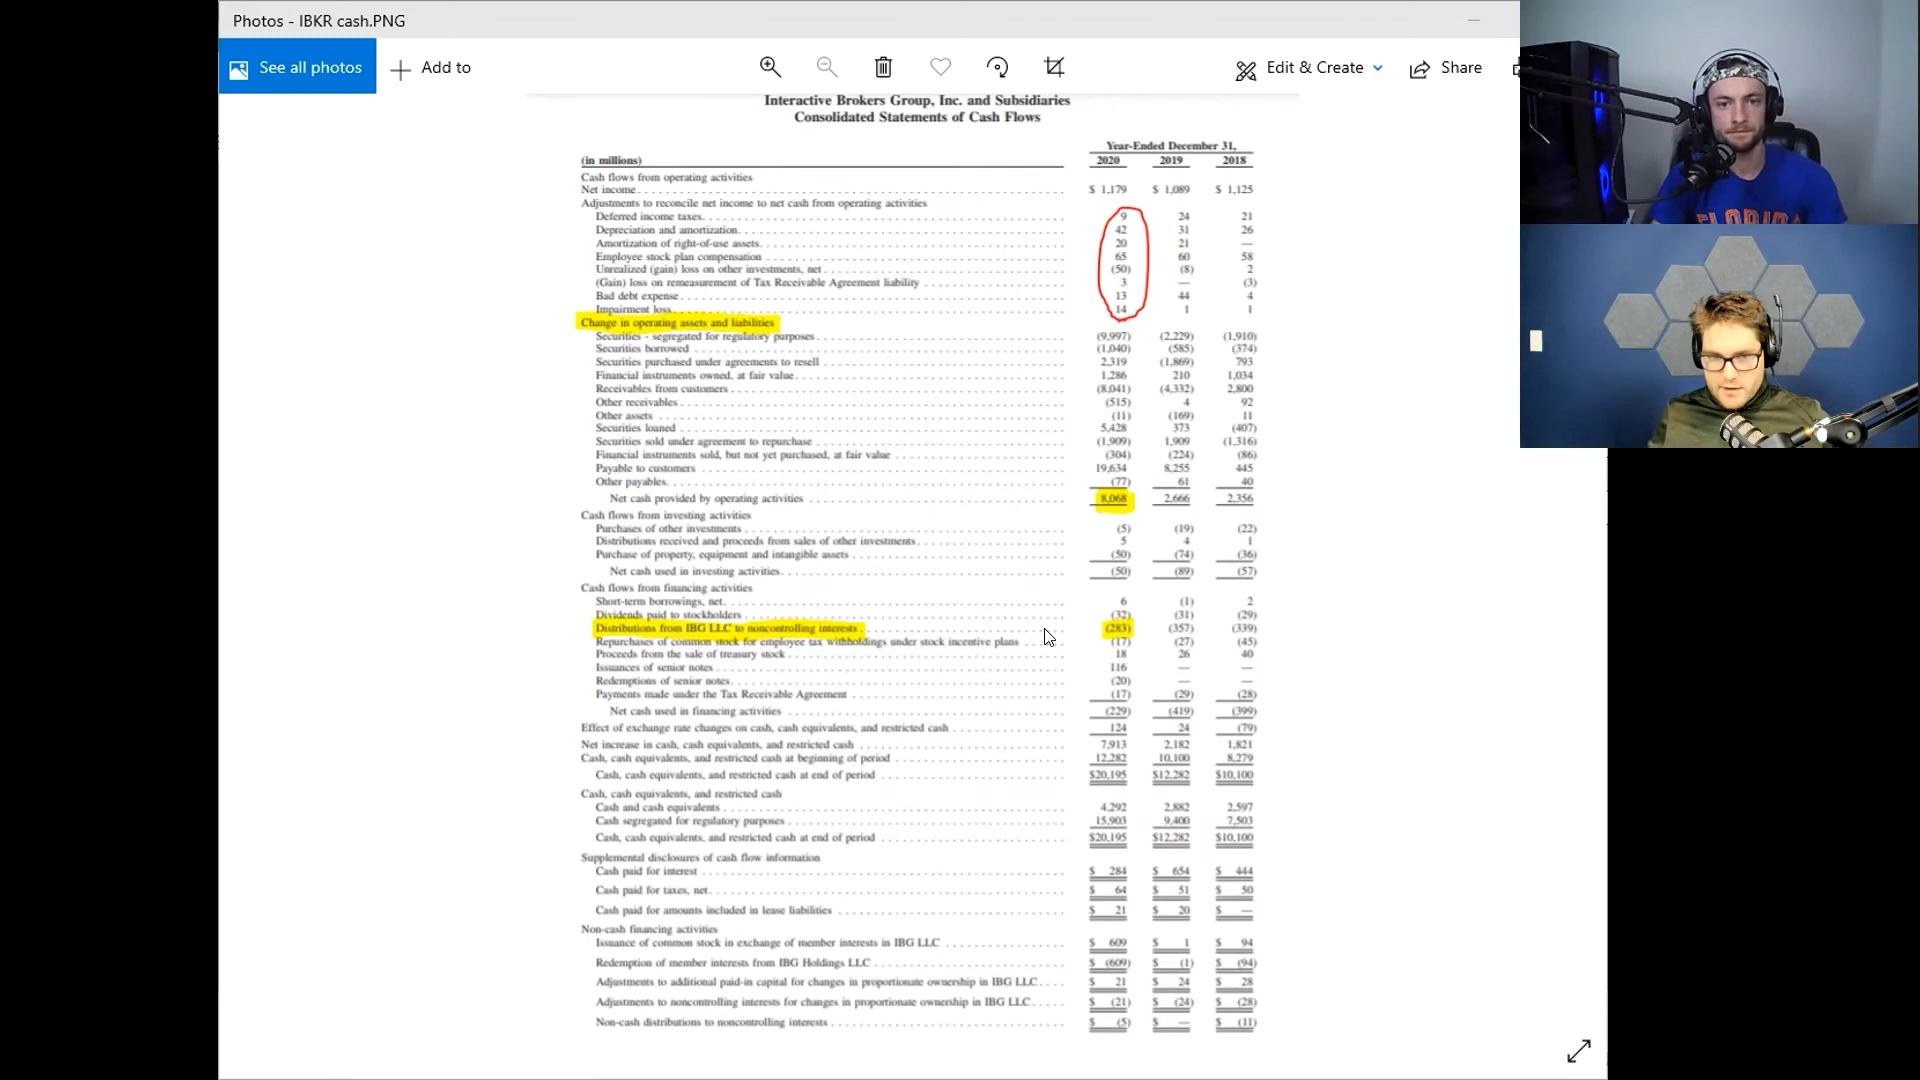 Photos - IBKR cash.PNG
See all photos
Add to
Edit & Create
Share
Interactive Brokers Group, Inc. and Subsidiaries
Consolidated Statements of Cash Flows
Year-Ended December 31,
(in millions) 2020 2019 2018
Cash flows from operating activities
Net income $ 1,179 $ 1,089 $ 1,125
Adjustments to reconcile net income to net cash from operating activities
Deferred income taxes 9 24 21
Depreciation and amortization 42 31 26
Amortization of right-of-use assets 20 21 —
Employee stock plan compensation 65 60 58
Unrealized (gain) loss on other investments, net (50) (8) 2
(Gain) loss on remeasurement of Tax Receivable Agreement liability 3 — (3)
Bad debt expense 13 44 4
Impairment loss 14 1 1
Change in operating assets and liabilities
Securities - segregated for regulatory purposes (9,997) (2,229) (1,910)
Securities borrowed (1,040) (585) (374)
Securities purchased under agreements to resell 2,319 (1,869) 793
Financial instruments owned, at fair value 1,286 210 1,034
Receivables from customers (8,041) (4,332) 2,800
Other receivables (515) 4 92
Other assets (11) (169) 11
Securities loaned 5,428 373 (407)
Securities sold under agreement to repurchase (1,909) 1,909 (1,316)
Financial instruments sold, but not yet purchased, at fair value (304) (224) (86)
Payable to customers 19,634 8,255 445
Other payables (77) 61 40
Net cash provided by operating activities 8,068 2,666 2,356
Cash flows from investing activities
Purchases of other investments (5) (19) (22)
Distributions received and proceeds from sales of other investments 5 4 1
Purchase of property, equipment and intangible assets (50) (74) (36)
Net cash used in investing activities (50) (89) (57)
Cash flows from financing activities
Short-term borrowings, net 6 (1) 2
Dividends paid to stockholders (32) (31) (29)
Distributions from IBG LLC to noncontrolling interests (283) (357) (339)
Repurchases of common stock for employee tax withholdings under stock incentive plans (17) (27) (45)
Proceeds from the sale of treasury stock 18 26 40
Issuances of senior notes 116 — —
Redemptions of senior notes (20) — —
Payments made under the Tax Receivable Agreement (17) (29) (28)
Net cash used in financing activities (229) (419) (399)
Effect of exchange rate changes on cash, cash equivalents, and restricted cash 124 24 (79)
Net increase in cash, cash equivalents, and restricted cash 7,913 2,182 1,821
Cash, cash equivalents, and restricted cash at beginning of period 12,282 10,100 8,279
Cash, cash equivalents, and restricted cash at end of period $20,195 $12,282 $10,100
Cash, cash equivalents, and restricted cash
Cash and cash equivalents 4,292 2,882 2,597
Cash segregated for regulatory purposes 15,903 9,400 7,503
Cash, cash equivalents, and restricted cash at end of period $20,195 $12,282 $10,100
Supplemental disclosures of cash flow information
Cash paid for interest $ 284 $ 654 $ 444
Cash paid for taxes, net $ 64 $ 51 $ 50
Cash paid for amounts included in lease liabilities $ 21 $ 20 $ —
Non-cash financing activities
Issuance of common stock in exchange of member interests in IBG LLC $ 609 $ 1 $ 94
Redemption of member interests from IBG Holdings LLC $ (609) $ (1) $ (94)
Adjustments to additional paid-in capital for changes in proportionate ownership in IBG LLC $ 21 $ 24 $ 28
Adjustments to noncontrolling interests for changes in proportionate ownership in IBG LLC $ (21) $ (24) $ (28)
Non-cash distributions to noncontrolling interests $ (5) $ — $ (11)
FLORIDA